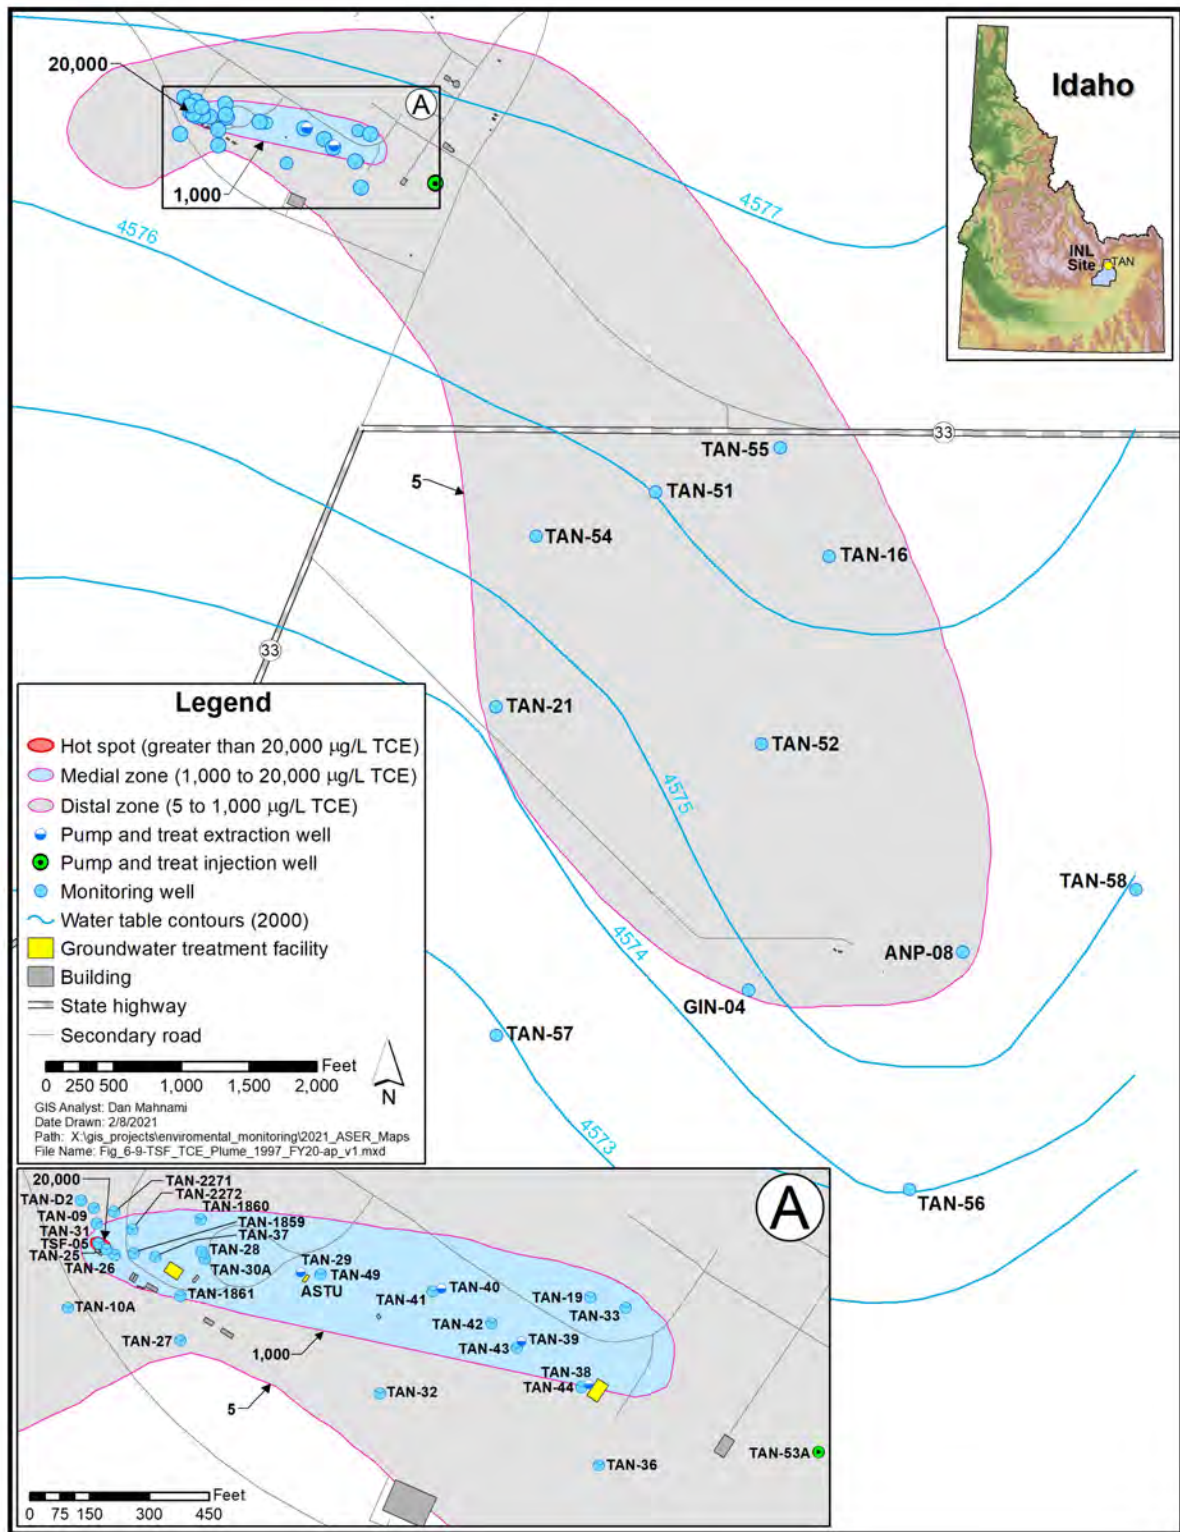 20,000
A
1,000
4577
4576
Idaho
INL
Site
TAN
33
TAN-55
TAN-51
5
TAN-54
TAN-16
33
TAN-21
TAN-52
4575
TAN-58
4574
ANP-08
GIN-04
TAN-57
4573
TAN-56
Legend
Hot spot (greater than 20,000 µg/L TCE)
Medial zone (1,000 to 20,000 µg/L TCE)
Distal zone (5 to 1,000 µg/L TCE)
Pump and treat extraction well
Pump and treat injection well
Monitoring well
Water table contours (2000)
Groundwater treatment facility
Building
State highway
Secondary road
Feet
0 250 500 1,000 1,500 2,000
N
GIS Analyst: Dan Mahnami
Date Drawn: 2/8/2021
Path: X:\gis_projects\enviromental_monitoring\2021_ASER_Maps
File Name: Fig_6-9-TSF_TCE_Plume_1997_FY20-ap_v1.mxd
A
20,000
TAN-2271
TAN-D2
TAN-2272
TAN-1860
TAN-09
TAN-1859
TAN-31
TAN-37
TSF-05
TAN-28
TAN-25
TAN-29
TAN-26
TAN-30A
TAN-49
ASTU
TAN-40
TAN-41
TAN-19
TAN-33
TAN-1861
TAN-10A
TAN-42
TAN-27
TAN-39
TAN-43
1,000
TAN-38
TAN-44
TAN-32
5
TAN-53A
TAN-36
Feet
0 75 150 300 450